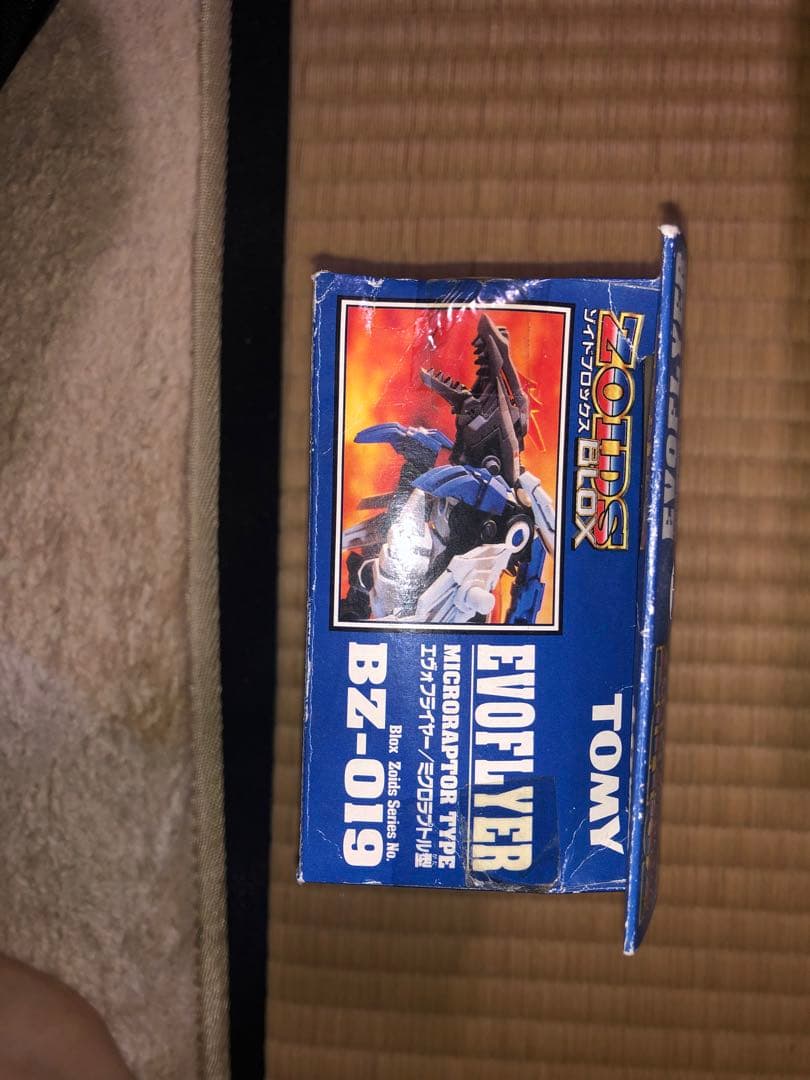 ZOIDS
ゾイドブロックス BLOX
TOMY
EVOFLYER
MICRORAPTOR TYPE
エヴォフライヤー/ミクロラプトル型
Blox Zoids Series No.
BZ-019
EVOFLYER